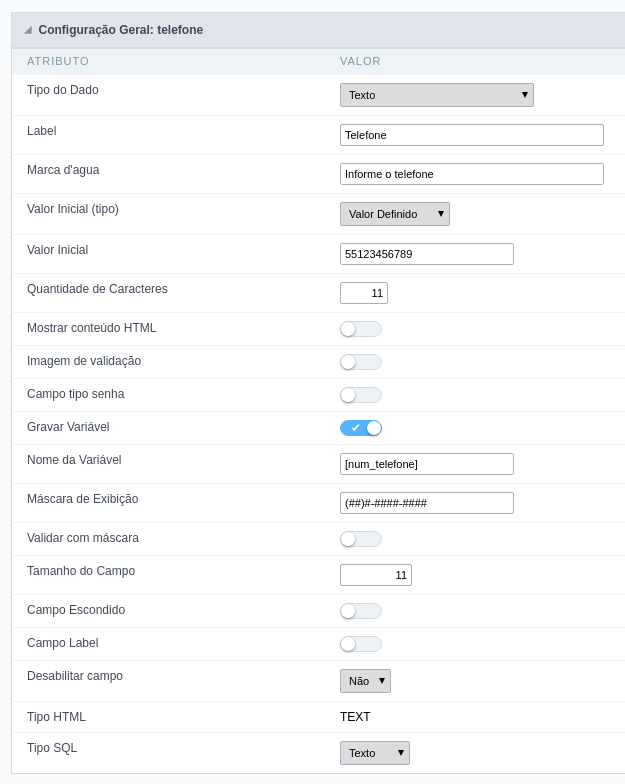 Configuração Geral: telefone
ATRIBUTO VALOR
Tipo do Dado Texto
Label Telefone
Marca d'agua Informe o telefone
Valor Inicial (tipo) Valor Definido
Valor Inicial 55123456789
Quantidade de Caracteres 11
Mostrar conteúdo HTML
Imagem de validação
Campo tipo senha
Gravar Variável
Nome da Variável [num_telefone]
Máscara de Exibição (##)#-####-####
Validar com máscara
Tamanho do Campo 11
Campo Escondido
Campo Label
Desabilitar campo Não
Tipo HTML TEXT
Tipo SQL Texto